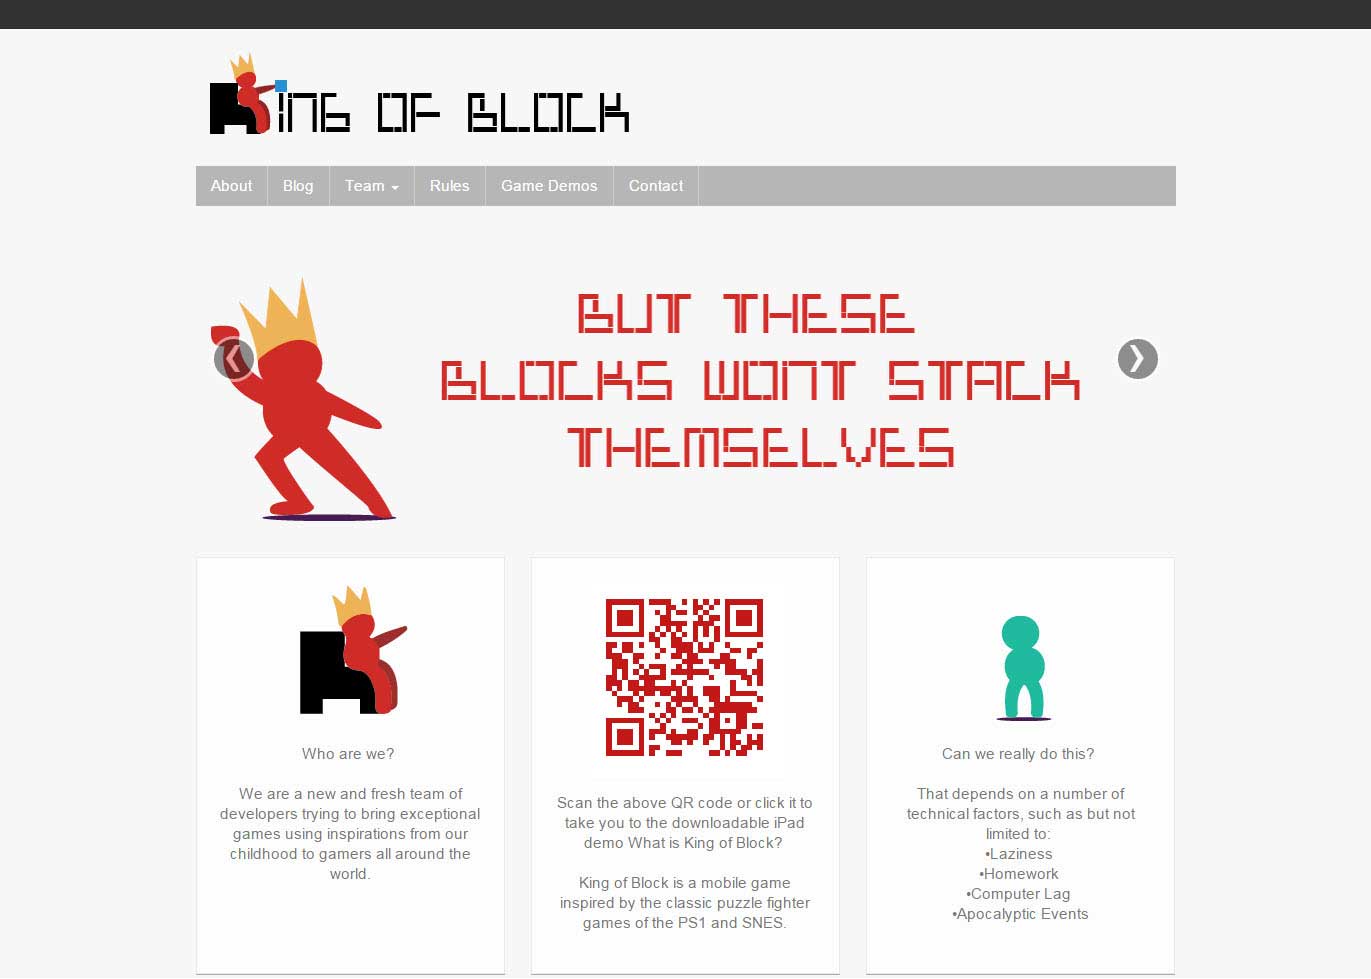 KING OF BLOCK
About Blog Team Rules Game Demos Contact
BUT THESE
BLOCKS WONT STACK
THEMSELVES
Who are we?
We are a new and fresh team of
developers trying to bring exceptional
games using inspirations from our
childhood to gamers all around the
world.
Scan the above QR code or click it to
take you to the downloadable iPad
demo What is King of Block?
King of Block is a mobile game
inspired by the classic puzzle fighter
games of the PS1 and SNES.
Can we really do this?
That depends on a number of
technical factors, such as but not
limited to:
•Laziness
•Homework
•Computer Lag
•Apocalyptic Events